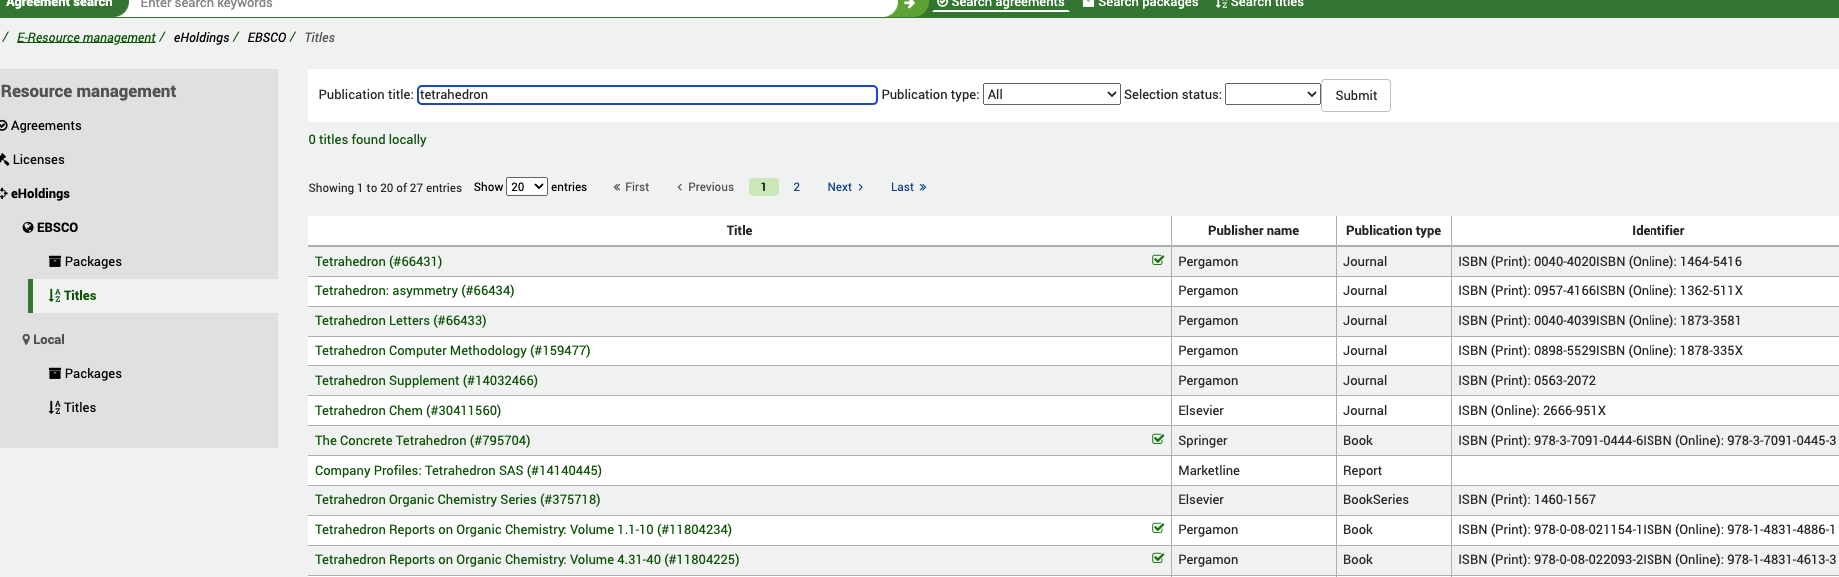 Agreement search Enter search keywords Search agreements Search packages Search titles
/ E-Resource management / eHoldings / EBSCO / Titles
Resource management
Agreements
Licenses
eHoldings
EBSCO
Packages
Titles
Local
Packages
Titles
Publication title: tetrahedron Publication type: All Selection status: Submit
0 titles found locally
Showing 1 to 20 of 27 entries Show 20 entries « First ‹ Previous 1 2 Next › Last »
Title Publisher name Publication type Identifier
Tetrahedron (#66431) Pergamon Journal ISBN (Print): 0040-4020ISBN (Online): 1464-5416
Tetrahedron: asymmetry (#66434) Pergamon Journal ISBN (Print): 0957-4166ISBN (Online): 1362-511X
Tetrahedron Letters (#66433) Pergamon Journal ISBN (Print): 0040-4039ISBN (Online): 1873-3581
Tetrahedron Computer Methodology (#159477) Pergamon Journal ISBN (Print): 0898-5529ISBN (Online): 1878-335X
Tetrahedron Supplement (#14032466) Pergamon Journal ISBN (Print): 0563-2072
Tetrahedron Chem (#30411560) Elsevier Journal ISBN (Online): 2666-951X
The Concrete Tetrahedron (#795704) Springer Book ISBN (Print): 978-3-7091-0444-6ISBN (Online): 978-3-7091-0445-3
Company Profiles: Tetrahedron SAS (#14140445) Marketline Report
Tetrahedron Organic Chemistry Series (#375718) Elsevier BookSeries ISBN (Print): 1460-1567
Tetrahedron Reports on Organic Chemistry: Volume 1.1-10 (#11804234) Pergamon Book ISBN (Print): 978-0-08-021154-1ISBN (Online): 978-1-4831-4886-1
Tetrahedron Reports on Organic Chemistry: Volume 4.31-40 (#11804225) Pergamon Book ISBN (Print): 978-0-08-022093-2ISBN (Online): 978-1-4831-4613-3